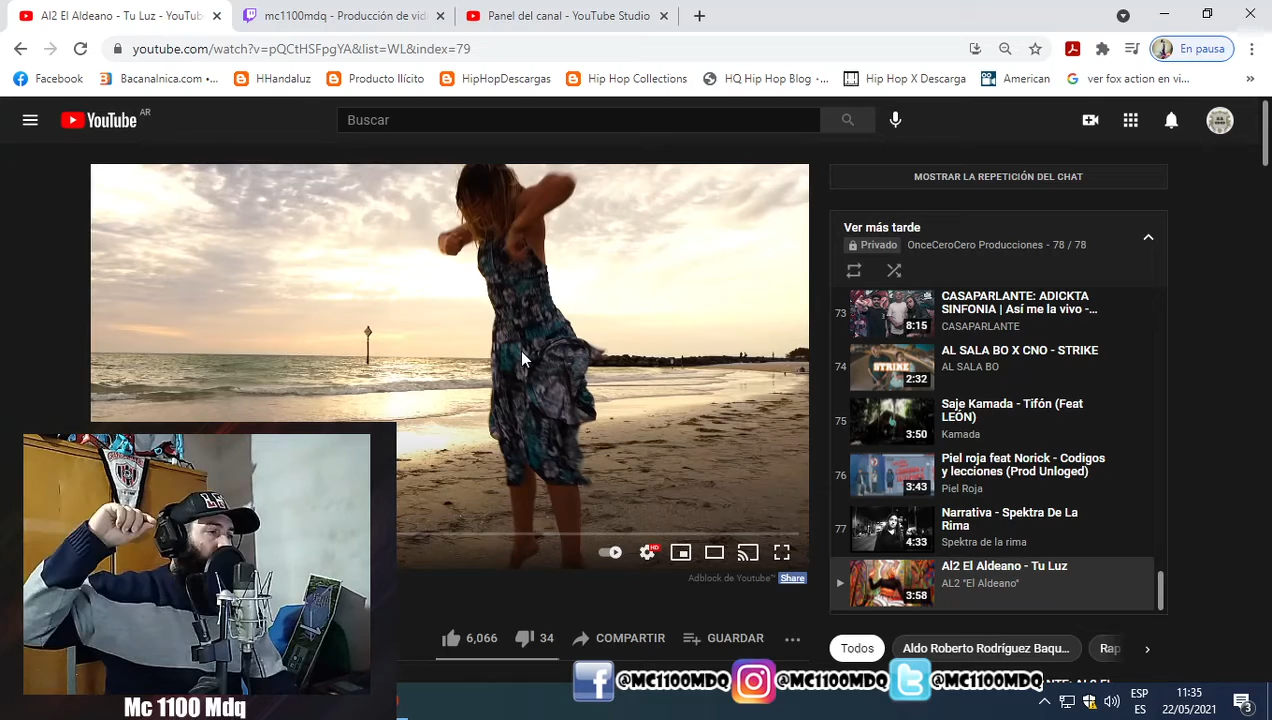 Al2 El Aldeano - Tu Luz - YouTub
mc1100mdq - Producción de vid
Panel del canal - YouTube Studio
youtube.com/watch?v=pQCtHSFpgYA&list=WL&index=79
En pausa
Facebook
Bacanalnica.com •...
HHandaluz
Producto Ilícito
HipHopDescargas
Hip Hop Collections
HQ Hip Hop Blog -...
Hip Hop X Descarga
American
ver fox action en vi...
YouTube AR
Buscar
MOSTRAR LA REPETICIÓN DEL CHAT
Ver más tarde
Privado
OnceCeroCero Producciones - 78 / 78
73
8:15
CASAPARLANTE: ADICKTA
SINFONIA | Así me la vivo -...
CASAPARLANTE
74
STRIKE
2:32
AL SALA BO X CNO - STRIKE
AL SALA BO
75
3:50
Saje Kamada - Tifón (Feat
LEÓN)
Kamada
76
3:43
Piel roja feat Norick - Codigos
y lecciones (Prod Unloged)
Piel Roja
77
4:33
Narrativa - Spektra De La
Rima
Spektra de la rima
3:58
Al2 El Aldeano - Tu Luz
AL2 "El Aldeano"
HD
Adblock de Youtube™
Share
6,066
34
COMPARTIR
GUARDAR
Todos
Aldo Roberto Rodríguez Baqu...
Rap
@MC1100MDQ
@MC1100MDQ
@MC1100MDQ
Mc 1100 Mdq
ESP
ES
11:35
22/05/2021
3